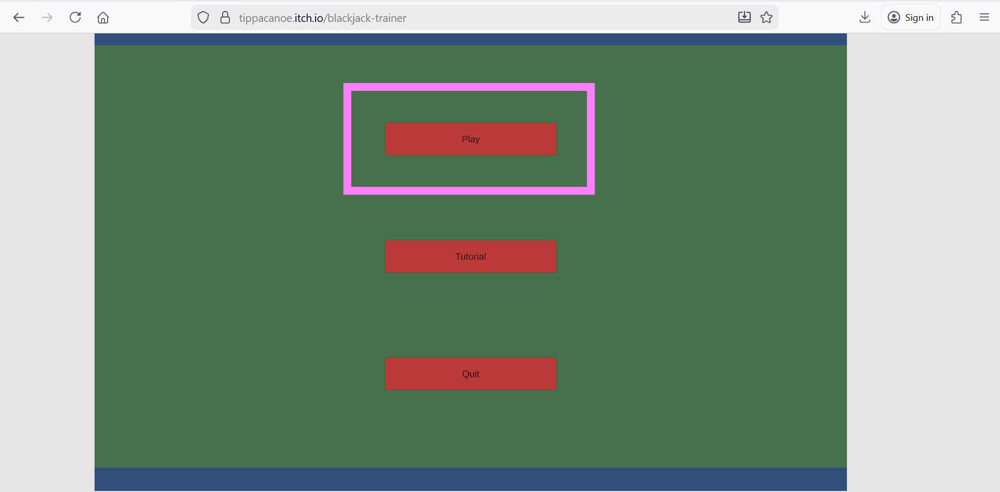 tippacanoe.itch.io/blackjack-trainer
Sign in
Play
Tutorial
Quit